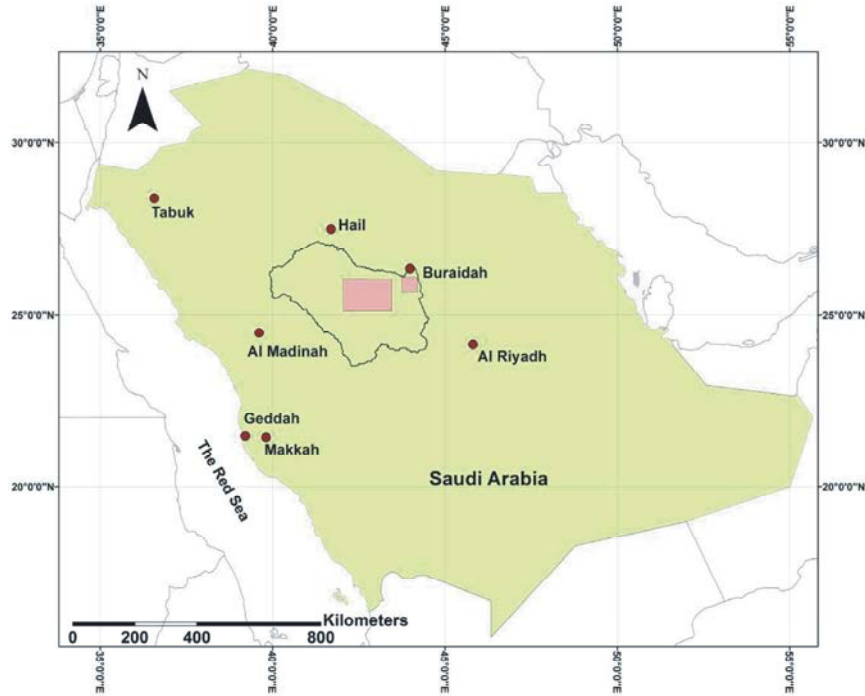 35°0'0"E
40°0'0"E
45°0'0"E
50°0'0"E
55°0'0"E
N
30°0'0"N
30°0'0"N
Tabuk
Hail
Buraidah
25°0'0"N
25°0'0"N
Al Madinah
Al Riyadh
Geddah
Makkah
The Red Sea
Saudi Arabia
20°0'0"N
20°0'0"N
Kilometers
0 200 400 800
35°0'0"E
40°0'0"E
45°0'0"E
50°0'0"E
55°0'0"E